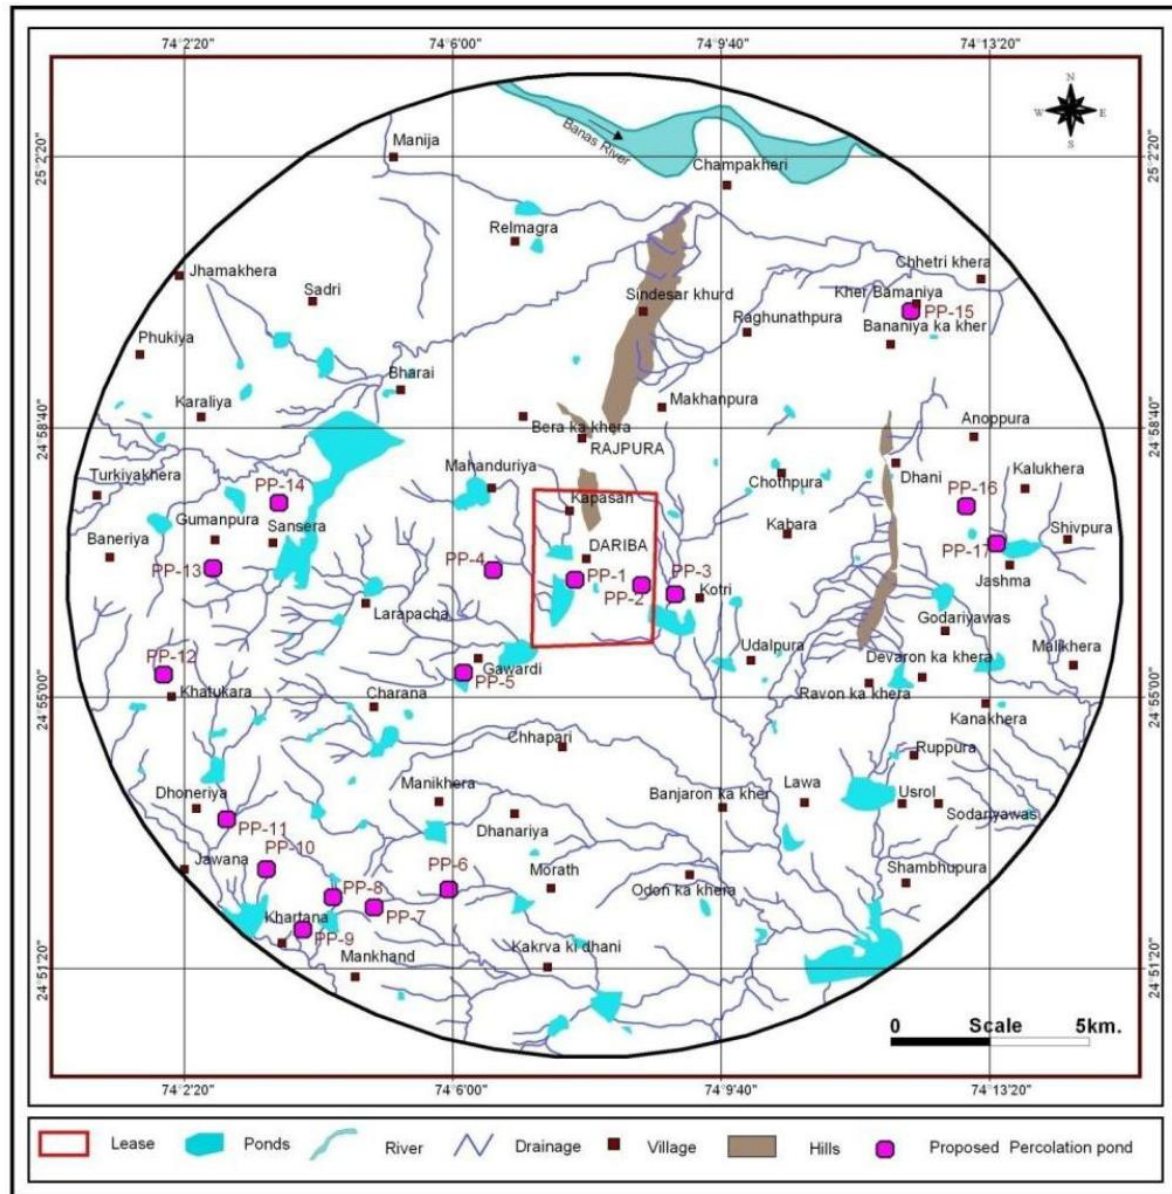 74°2'20" 74°6'00" 74°9'40" 74°13'20"
N
W E
S
25°2'20"
25°2'20"
Manija
Banas River
Champakheri
Relmagra
Jhamakhera
Chhetri khera
Sadri
Sindesar khurd
Kher Bamaniya
PP-15
Raghunathpura
Bananiya ka kher
Phukiya
Bharai
Karaliya
Makhanpura
24°58'40"
24°58'40"
Bera ka khera
Anoppura
RAJPURA
Mahanduriya
Turkiyakhera
PP-14
Chothpura
Dhani
Kalukhera
PP-16
Kapasan
Gumanpura
Sansera
Kabara
Shivpura
Baneriya
DARIBA
PP-17
PP-13
PP-4
PP-1
PP-3
PP-2
Kotri
Jashma
Larapacha
Godariyawas
PP-12
Gawardi
Udalpura
Devaron ka khera
Malikhera
PP-5
Khatukara
Charana
Ravon ka khera
24°55'00"
24°55'00"
Kanakhera
Chhapari
Ruppura
Dhoneriya
Manikhera
Banjaron ka kher
Lawa
Usrol
Dhanariya
Sodariyawas
PP-11
PP-10
Jawana
PP-6
Morath
Shambhupura
PP-8
Odon ka khera
PP-7
Khartana
PP-9
Mankhand
Kakrva ki dhani
24°51'20"
24°51'20"
0 Scale 5km.
74°2'20" 74°6'00" 74°9'40" 74°13'20"
Lease Ponds River Drainage Village Hills Proposed Percolation pond